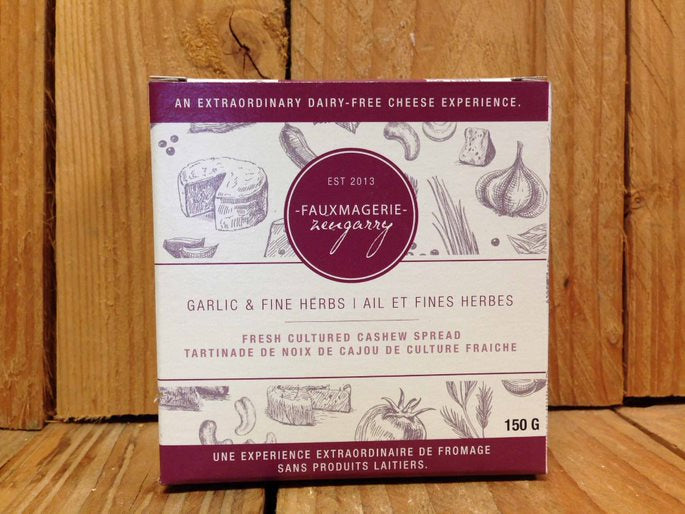 AN EXTRAORDINARY DAIRY-FREE CHEESE EXPERIENCE.
EST 2013
-FAUXMAGERIE-
zengarry
GARLIC & FINE HERBS | AIL ET FINES HERBES
FRESH CULTURED CASHEW SPREAD
TARTINADE DE NOIX DE CAJOU DE CULTURE FRAICHE
150 G
UNE EXPERIENCE EXTRAORDINAIRE DE FROMAGE
SANS PRODUITS LAITIERS.